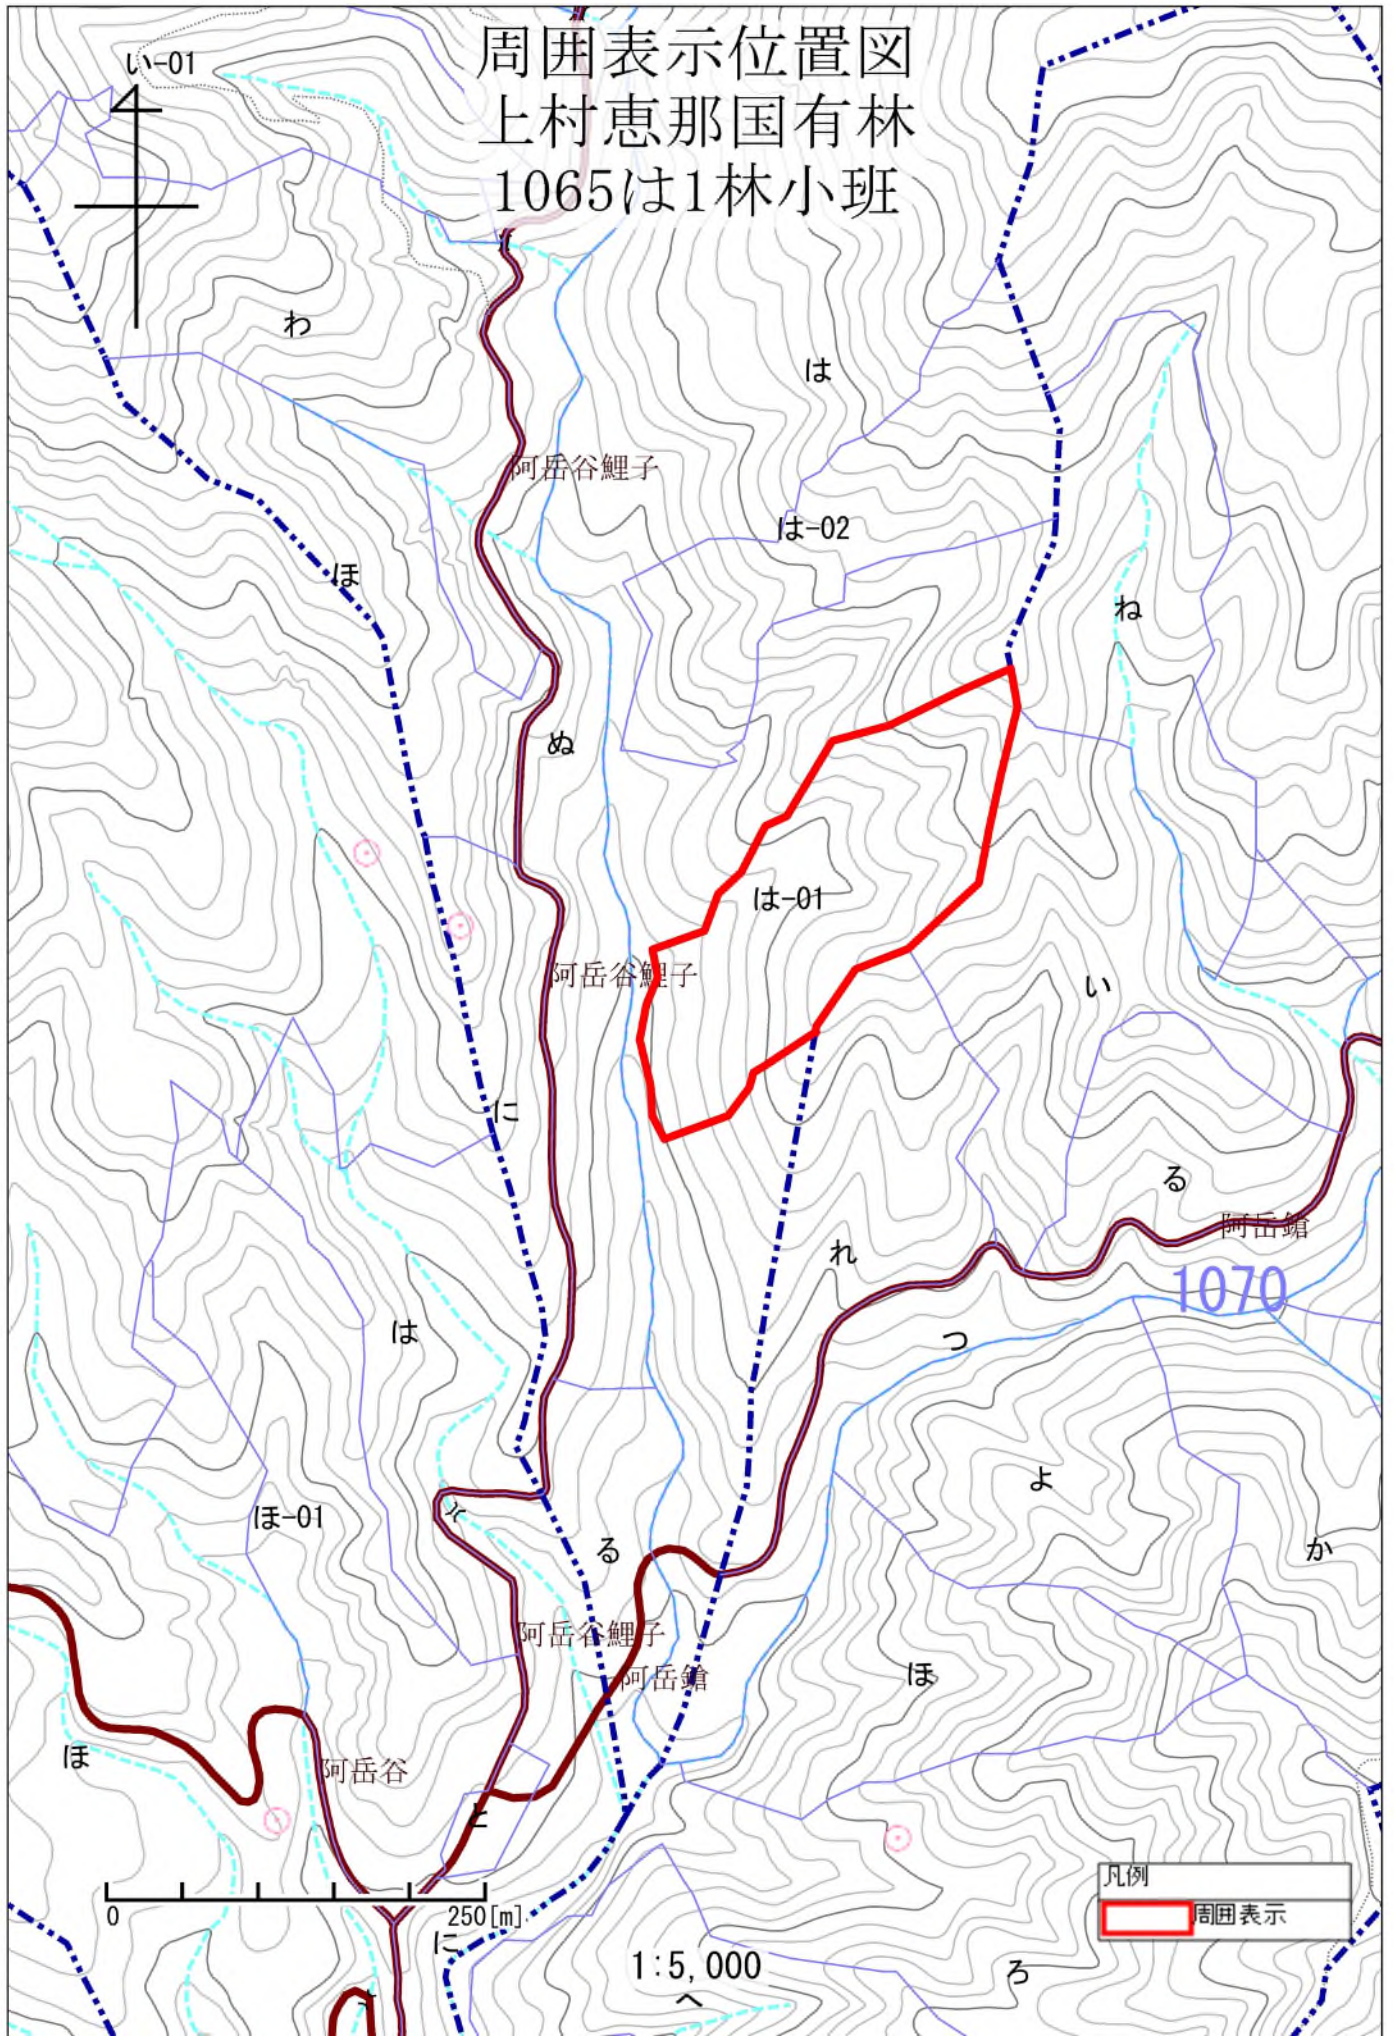 周囲表示位置図
上村恵那国有林
1065は1林小班
い-01
わ
は
阿岳谷鯉子
は-02
ほ
ね
ぬ
は-01
阿岳谷鯉子
い
に
る
阿岳鎗
れ
1070
は
つ
よ
ほ-01
る
か
阿岳谷鯉子
阿岳鎗
ほ
ほ
阿岳谷
と
凡例
周囲表示
0 250[m]
に
1:5,000
ろ
へ